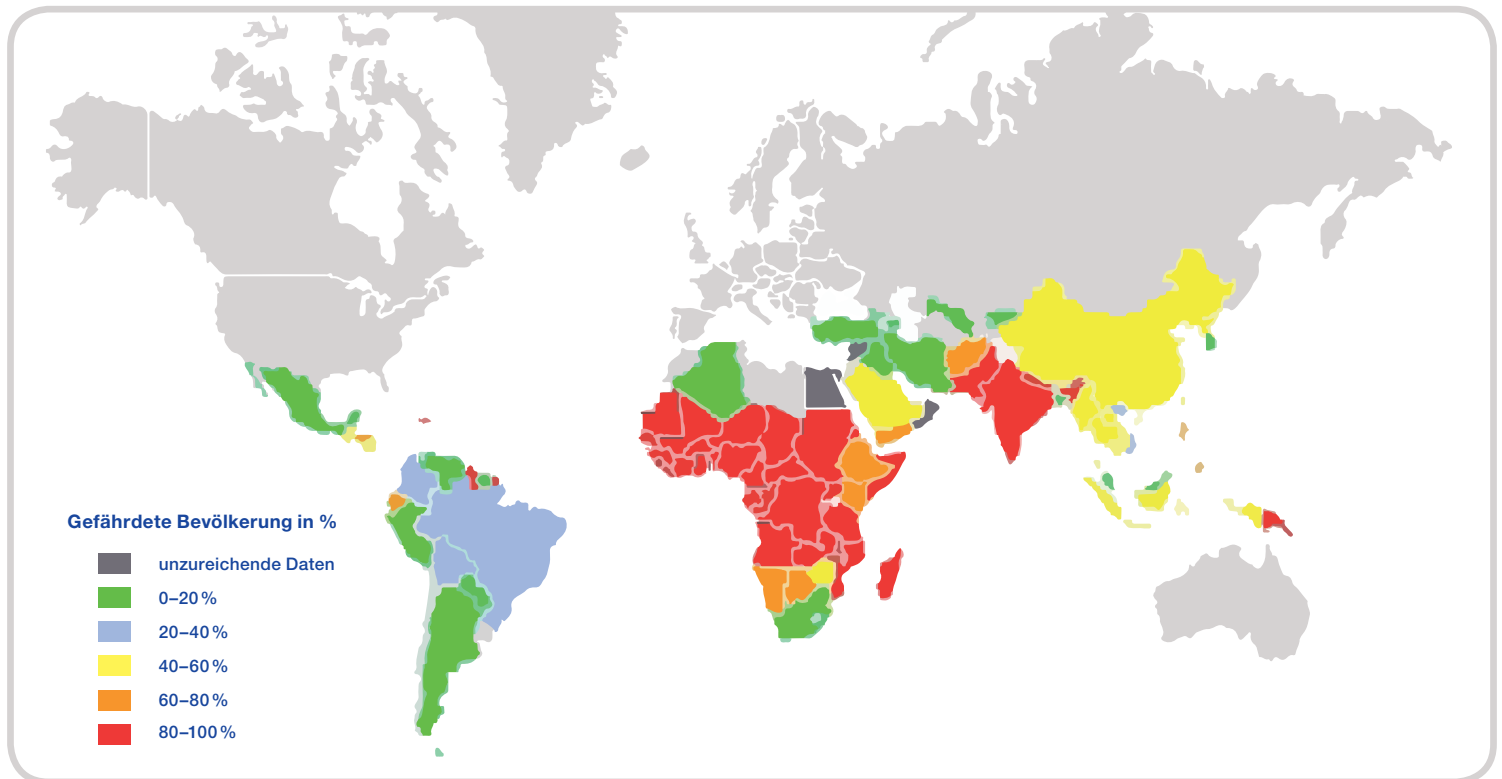 Gefährdete Bevölkerung in %
unzureichende Daten
0–20 %
20–40 %
40–60 %
60–80 %
80–100 %